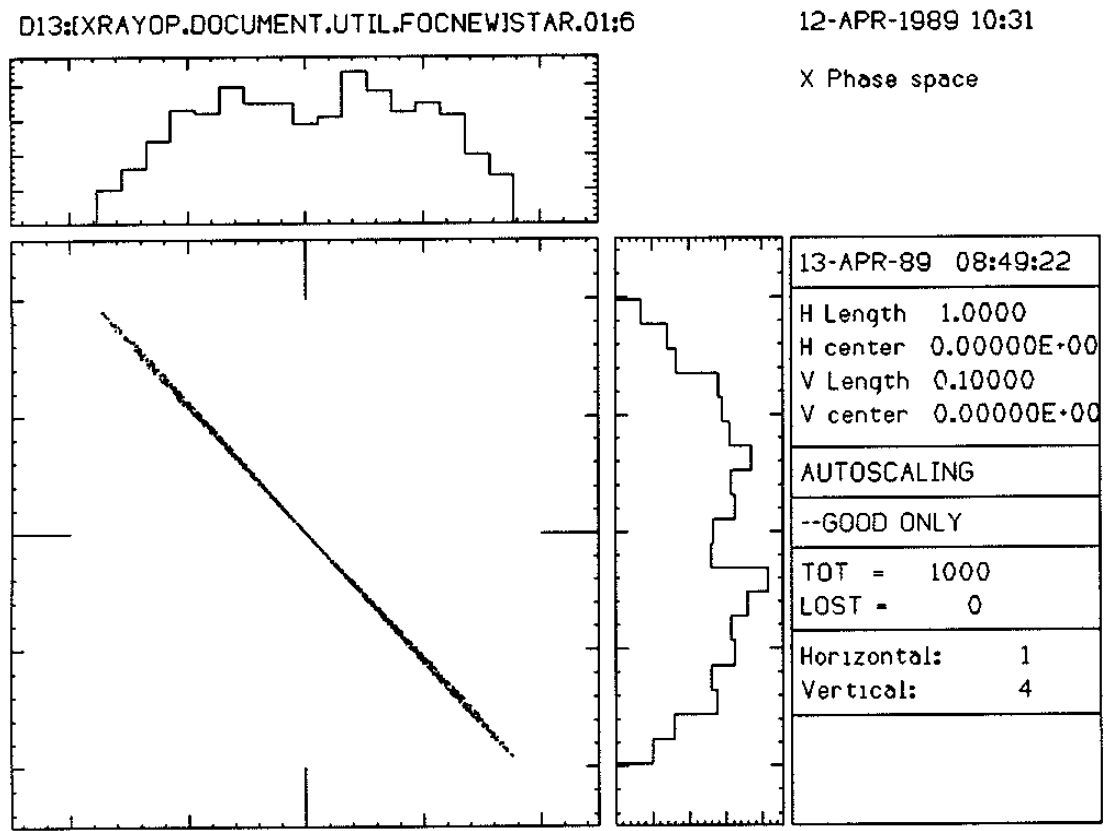 D13:[XRAYOP.DOCUMENT.UTIL.FOCNEW]STAR.01;6
12-APR-1989 10:31
X Phase space
13-APR-89 08:49:22
H Length 1.0000
H center 0.00000E+00
V Length 0.10000
V center 0.00000E+00
AUTOSCALING
--GOOD ONLY
TOT = 1000
LOST = 0
Horizontal: 1
Vertical: 4